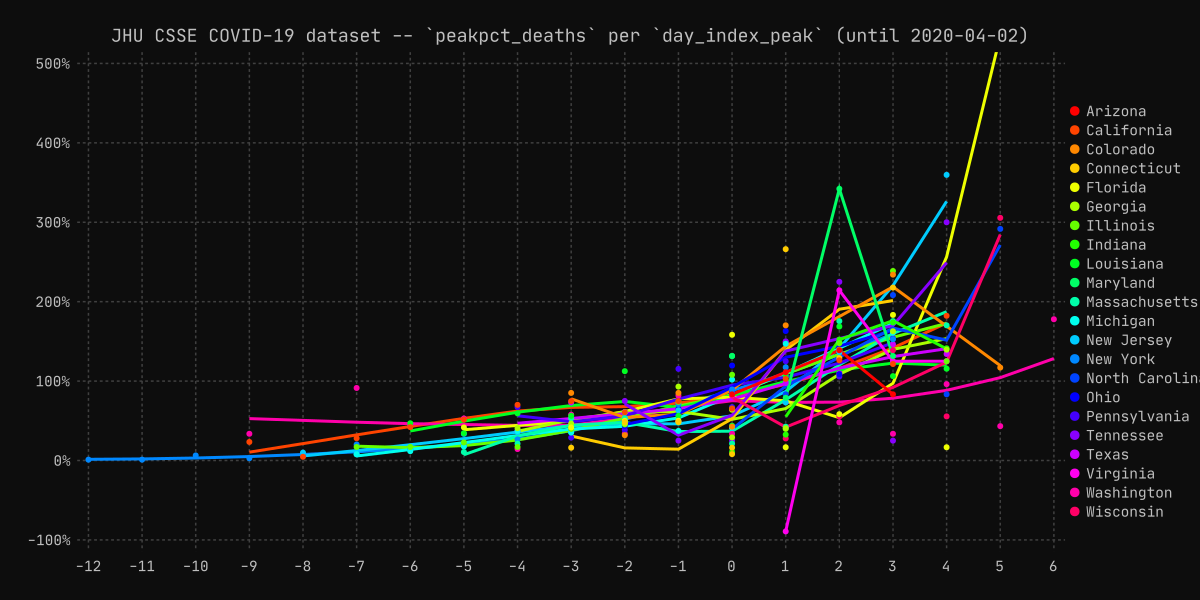 JHU CSSE COVID-19 dataset -- `peakpct_deaths` per `day_index_peak` (until 2020-04-02)
500%
400%
300%
200%
100%
0%
-100%
-12 -11 -10 -9 -8 -7 -6 -5 -4 -3 -2 -1 0 1 2 3 4 5 6
Arizona
California
Colorado
Connecticut
Florida
Georgia
Illinois
Indiana
Louisiana
Maryland
Massachusetts
Michigan
New Jersey
New York
North Carolina
Ohio
Pennsylvania
Tennessee
Texas
Virginia
Washington
Wisconsin